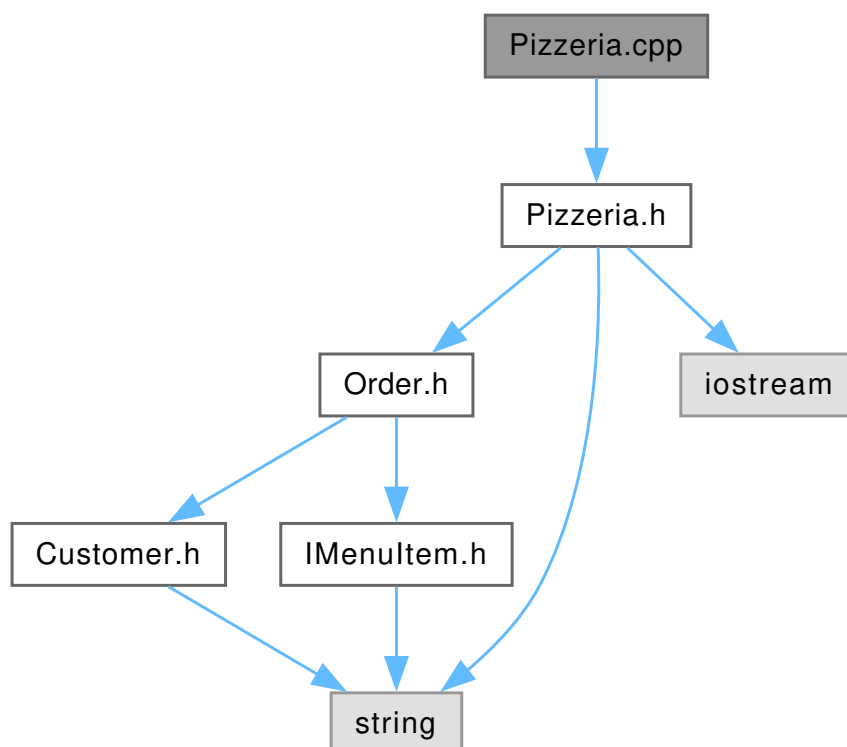 Pizzeria.cpp
Pizzeria.h
Order.h
iostream
Customer.h
IMenuItem.h
string